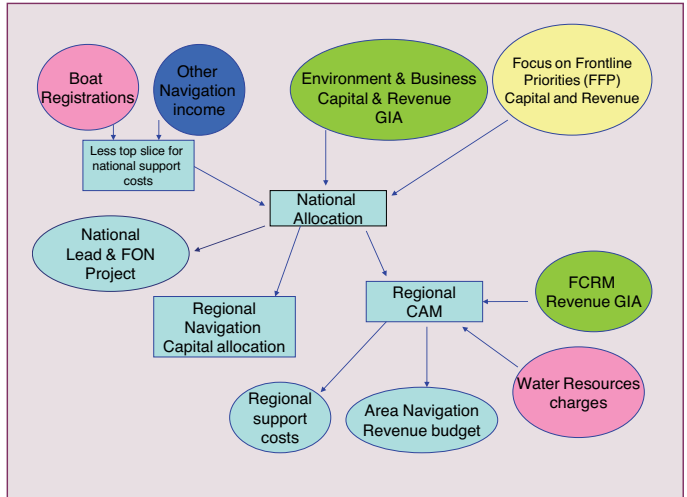 Boat
Registrations
Other
Navigation
income
Environment & Business
Capital & Revenue
GIA
Focus on Frontline
Priorities (FFP)
Capital and Revenue
Less top slice for
national support
costs
National
Allocation
National
Lead & FON
Project
Regional
Navigation
Capital allocation
Regional
CAM
FCRM
Revenue GIA
Regional
support
costs
Area Navigation
Revenue budget
Water Resources
charges